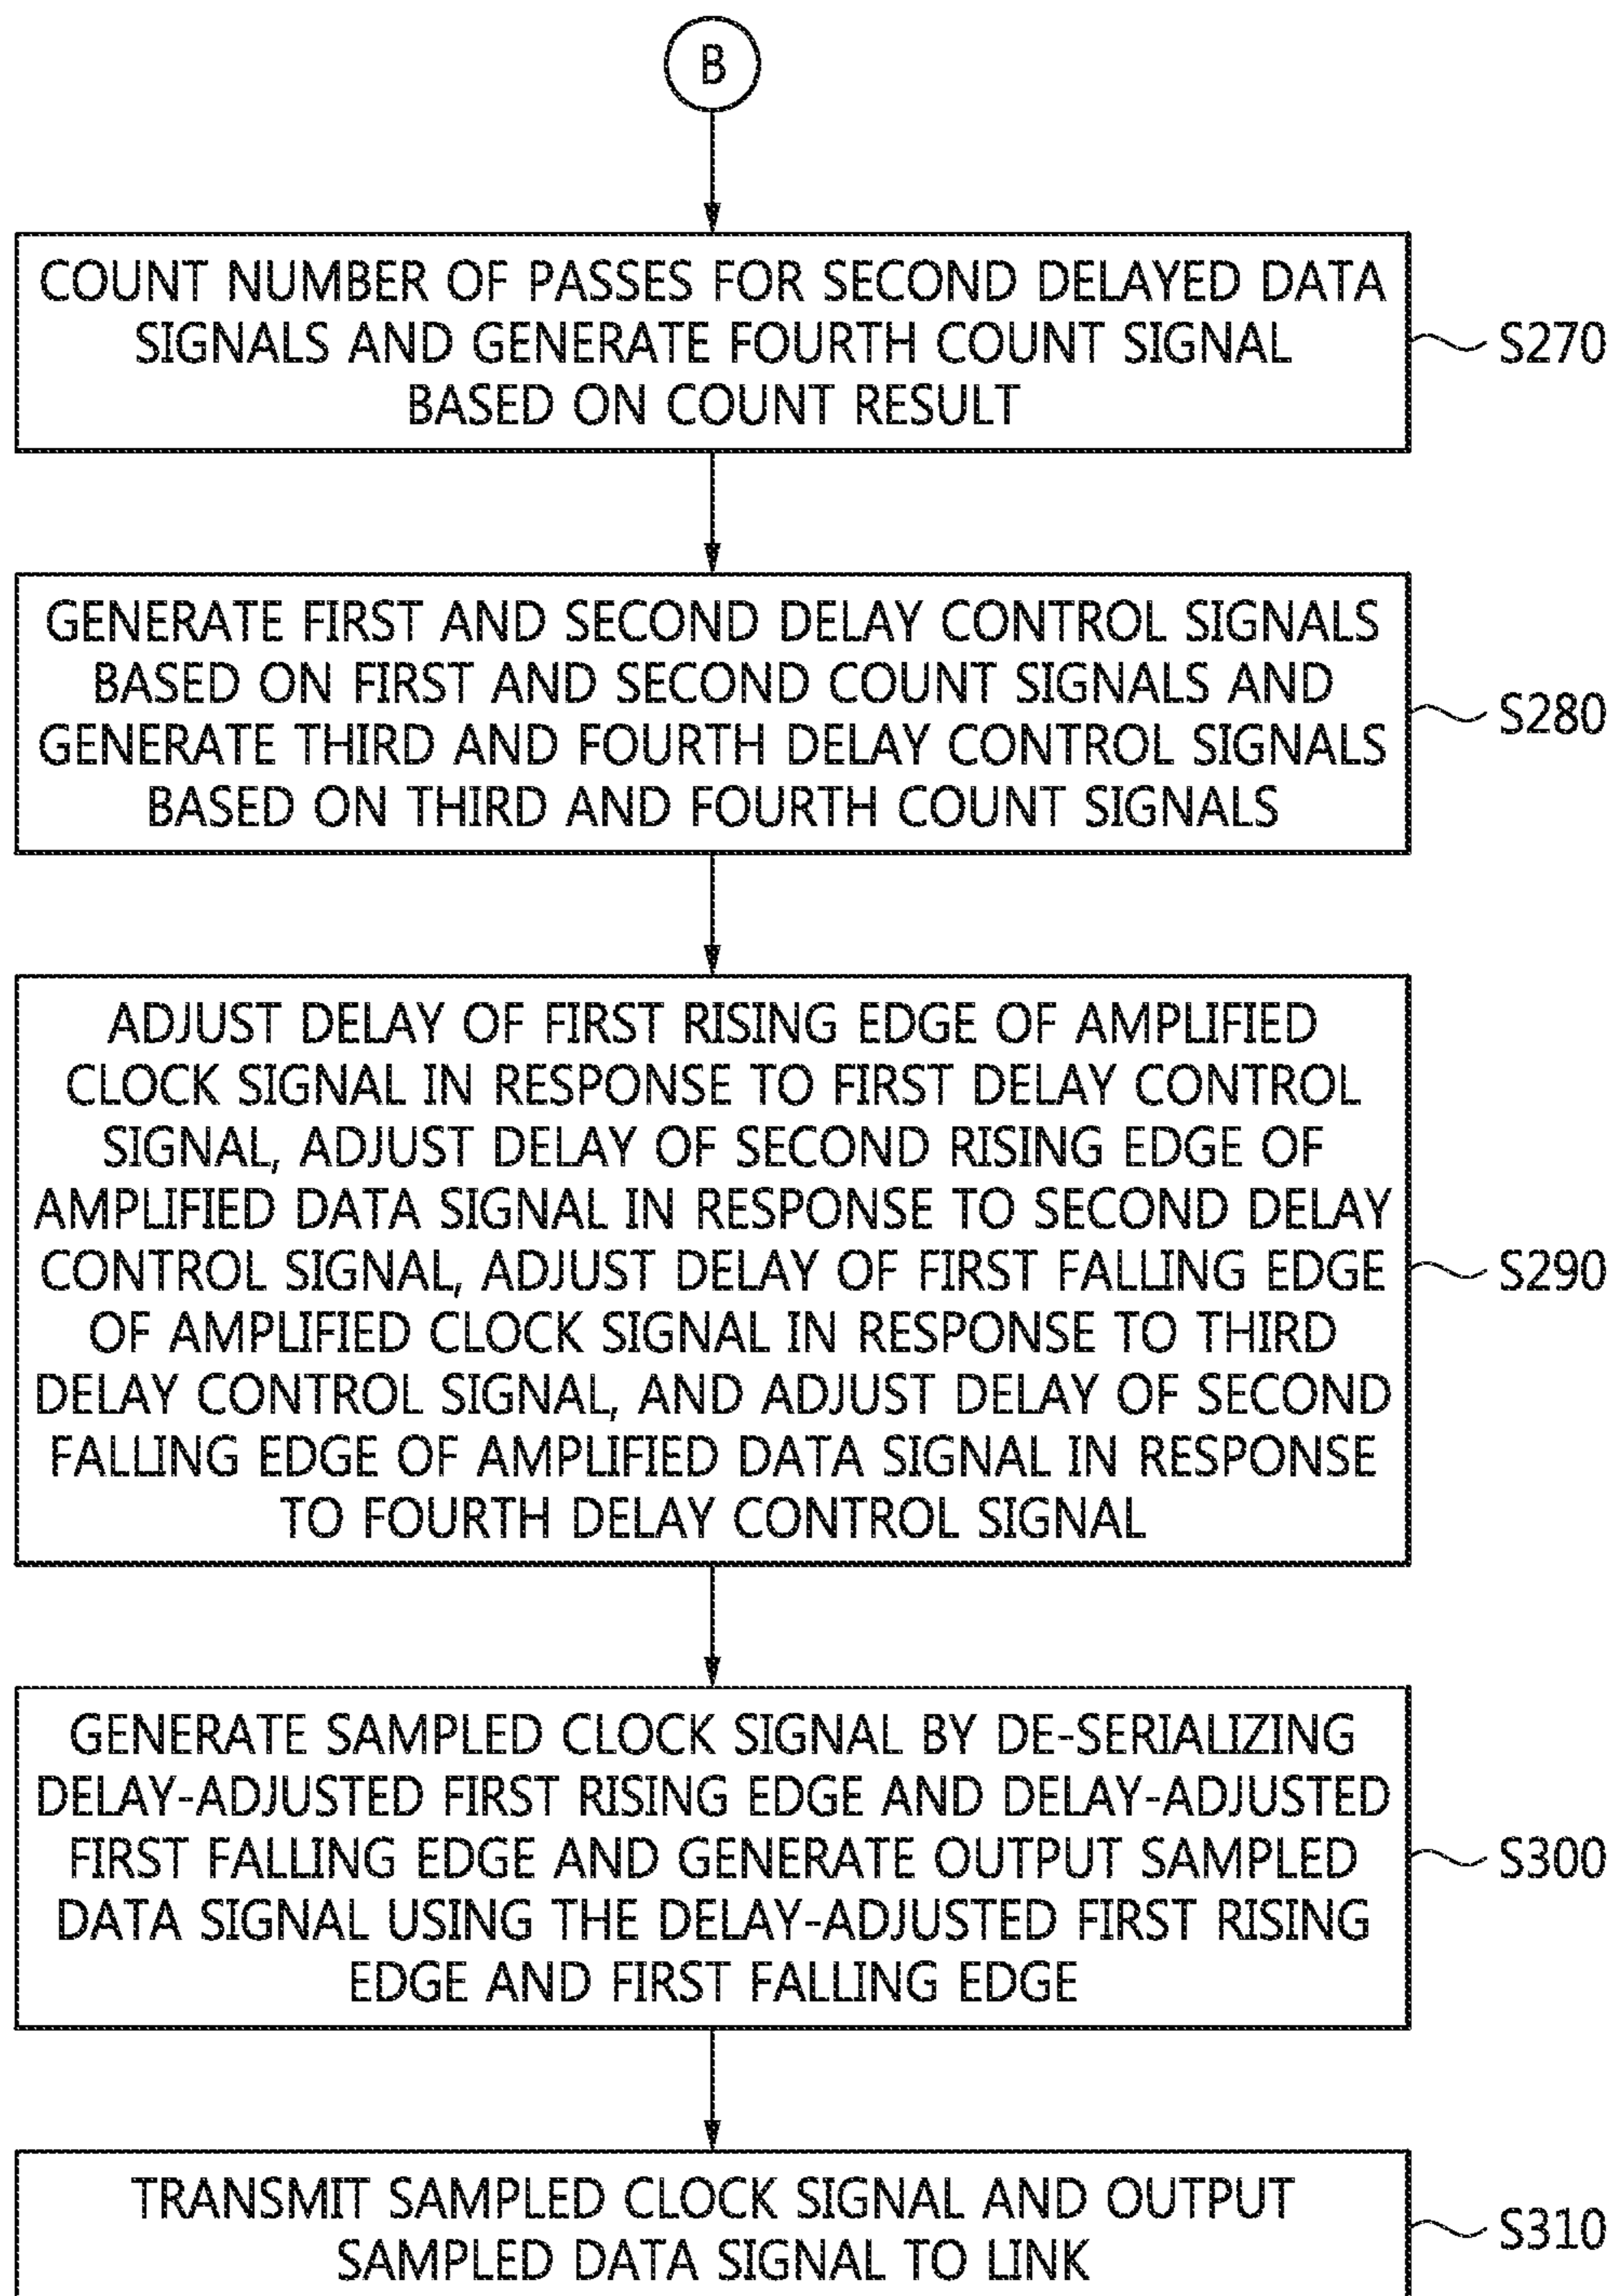 B
COUNT NUMBER OF PASSES FOR SECOND DELAYED DATA
SIGNALS AND GENERATE FOURTH COUNT SIGNAL
BASED ON COUNT RESULT
S270
GENERATE FIRST AND SECOND DELAY CONTROL SIGNALS
BASED ON FIRST AND SECOND COUNT SIGNALS AND
GENERATE THIRD AND FOURTH DELAY CONTROL SIGNALS
BASED ON THIRD AND FOURTH COUNT SIGNALS
S280
ADJUST DELAY OF FIRST RISING EDGE OF AMPLIFIED
CLOCK SIGNAL IN RESPONSE TO FIRST DELAY CONTROL
SIGNAL, ADJUST DELAY OF SECOND RISING EDGE OF
AMPLIFIED DATA SIGNAL IN RESPONSE TO SECOND DELAY
CONTROL SIGNAL, ADJUST DELAY OF FIRST FALLING EDGE
OF AMPLIFIED CLOCK SIGNAL IN RESPONSE TO THIRD
DELAY CONTROL SIGNAL, AND ADJUST DELAY OF SECOND
FALLING EDGE OF AMPLIFIED DATA SIGNAL IN RESPONSE
TO FOURTH DELAY CONTROL SIGNAL
S290
GENERATE SAMPLED CLOCK SIGNAL BY DE-SERIALIZING
DELAY-ADJUSTED FIRST RISING EDGE AND DELAY-ADJUSTED
FIRST FALLING EDGE AND GENERATE OUTPUT SAMPLED
DATA SIGNAL USING THE DELAY-ADJUSTED FIRST RISING
EDGE AND FIRST FALLING EDGE
S300
TRANSMIT SAMPLED CLOCK SIGNAL AND OUTPUT
SAMPLED DATA SIGNAL TO LINK
S310